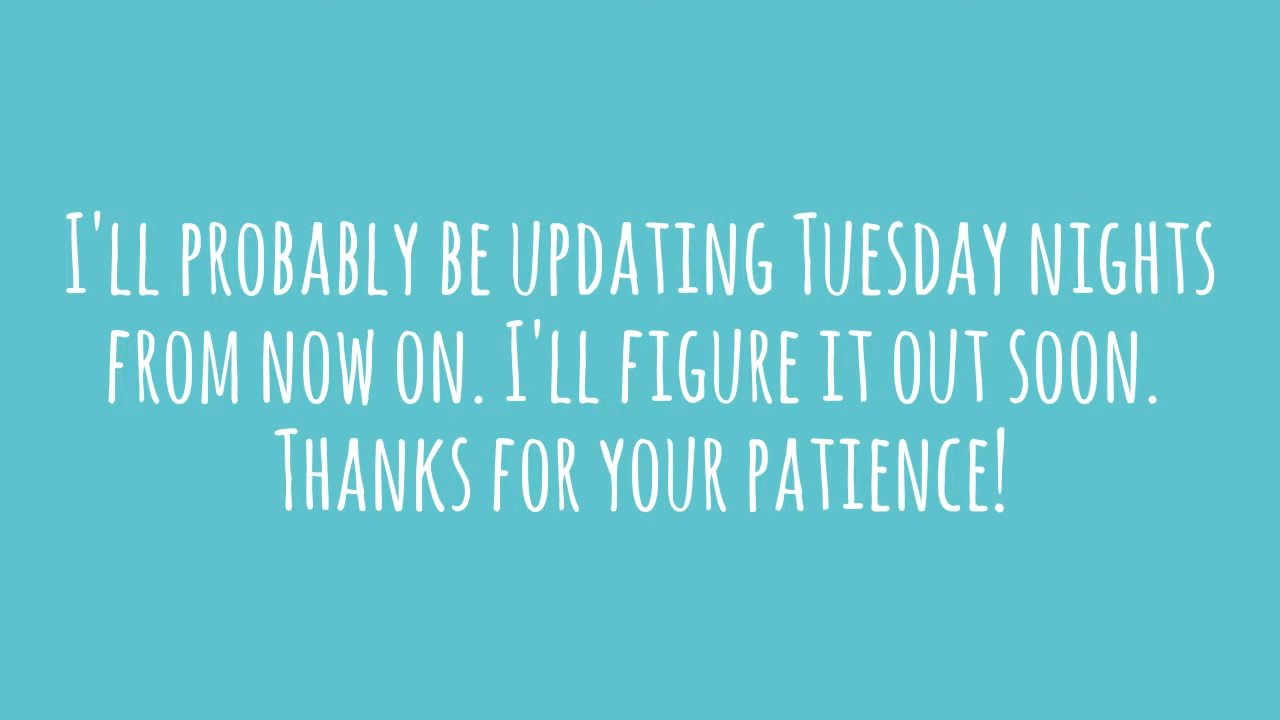 I'll probably be updating Tuesday nights
from now on. I'll figure it out soon.
Thanks for your patience!